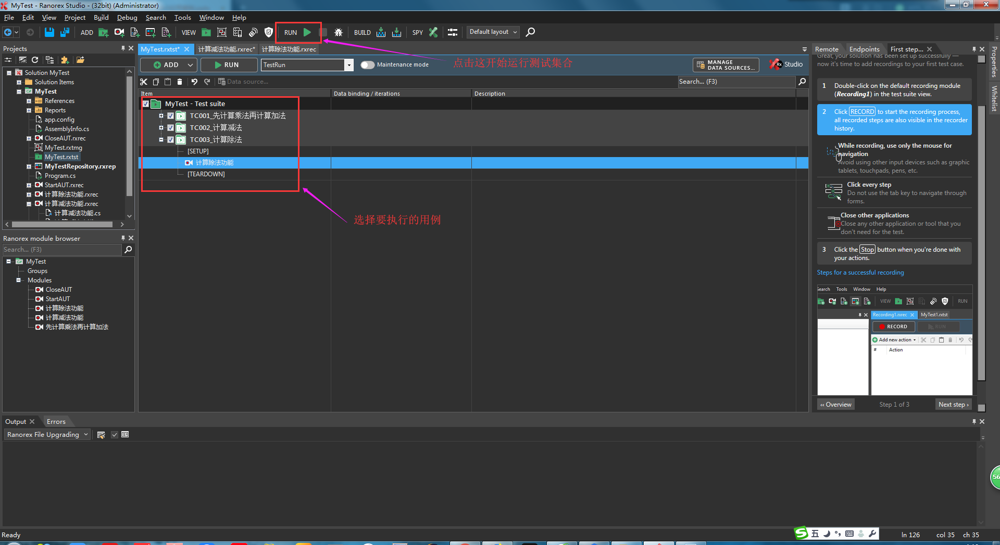 MyTest - Ranorex Studio - (32bit) (Administrator)
File Edit View Project Build Debug Search Tools Window Help
ADD VIEW RUN BUILD SPY Default layout
Projects
Solution MyTest
Solution Items
MyTest
References
Reports
app.config
AssemblyInfo.cs
CloseAUT.rxrec
MyTest.rxtmg
MyTest.rxtst
MyTestRepository.rxrep
Program.cs
StartAUT.rxrec
计算除法功能.rxrec
计算减法功能.rxrec
计算减法功能.cs
Ranorex module browser
Search... (F3)
MyTest
Groups
Modules
CloseAUT
StartAUT
计算除法功能
计算减法功能
先计算乘法再计算加法
MyTest.rxtst* 计算减法功能.rxrec* 计算除法功能.rxrec
ADD RUN TestRun Maintenance mode
点击这开始运行测试集合
MANAGE
DATA SOURCES...
Rx Studio
Data source...
Search... (F3)
Item Data binding / iterations Description
MyTest - Test suite
TC001_先计算乘法再计算加法
TC002_计算减法
TC003_计算除法
[SETUP]
计算除法功能
[TEARDOWN]
选择要执行的用例
Remote Endpoints First step...
Great, your solution has been set up successfully —
now it's time to add recordings to your first test case.
1 Double-click on the default recording module
(Recording1) in the test suite view.
2 Click RECORD to start the recording process,
all recorded steps are also visible in the recorder
history.
While recording, use only the mouse for
navigation
Avoid using other input devices such as graphic
tablets, touchpads, pens, etc.
Click every step
Do not use the tab key to navigate through
forms.
Close other applications
Close any other application or tool that you
don't need for the test.
3 Click the Stop button when you're done with
your actions.
Steps for a successful recording
Search Tools Window Help
VIEW RUN
Recording1.rxrec MyTest1.rxtst
RECORD RUN
Add new action
# Action
‹‹ Overview Step 1 of 3 Next step ›
Properties
Whitelist
Output Errors
Ranorex File Upgrading
56
Ready
五
ln 126 col 35 ch 35